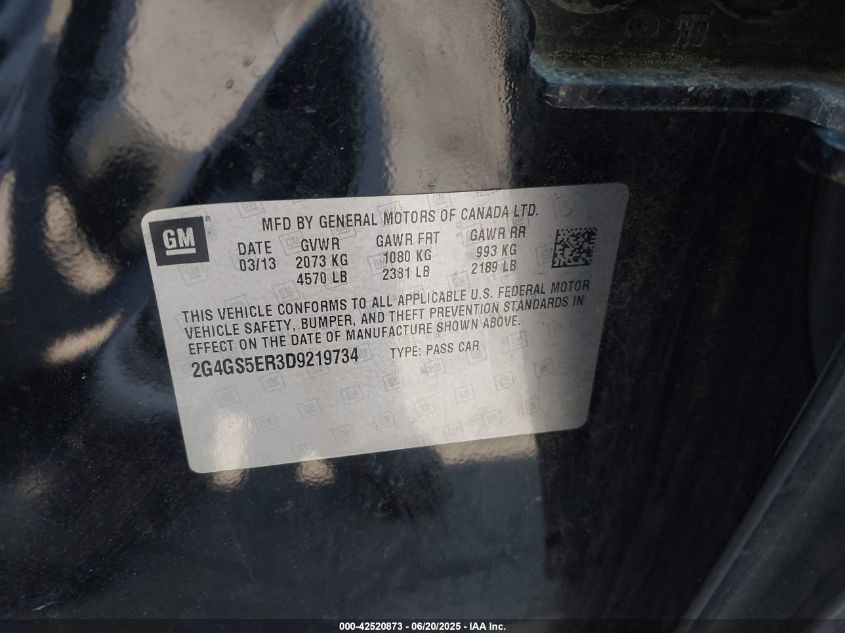 GM
MFD BY GENERAL MOTORS OF CANADA LTD.
DATE GVWR GAWR FRT GAWR RR
03/13 2073 KG 1080 KG 993 KG
4570 LB 2381 LB 2189 LB
THIS VEHICLE CONFORMS TO ALL APPLICABLE U.S. FEDERAL MOTOR
VEHICLE SAFETY, BUMPER, AND THEFT PREVENTION STANDARDS IN
EFFECT ON THE DATE OF MANUFACTURE SHOWN ABOVE.
2G4GS5ER3D9219734 TYPE: PASS CAR
000-42520873 / 06/20/2025 - IAA Inc.